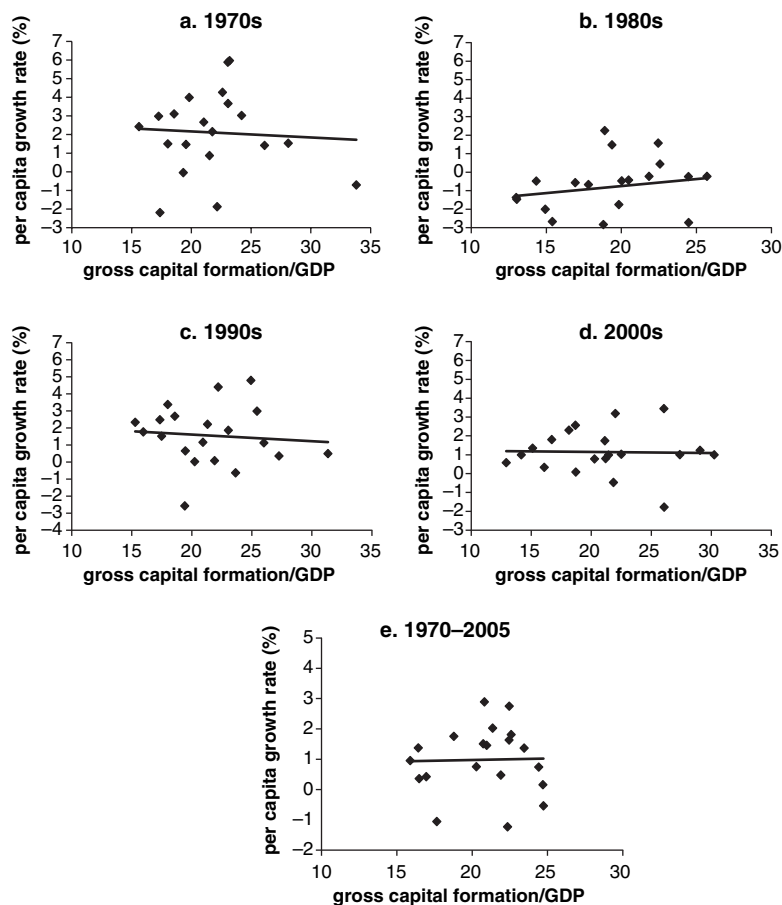 a. 1970s
per capita growth rate (%)
7
6
5
4
3
2
1
0
–1
–2
–3
10 15 20 25 30 35
gross capital formation/GDP
b. 1980s
per capita growth rate (%)
7
6
5
4
3
2
1
0
–1
–2
–3
10 15 20 25 30
gross capital formation/GDP
c. 1990s
per capita growth rate (%)
7
6
5
4
3
2
1
0
–1
–2
–3
–4
10 15 20 25 30 35
gross capital formation/GDP
d. 2000s
per capita growth rate (%)
7
6
5
4
3
2
1
0
–1
–2
–3
10 15 20 25 30 35
gross capital formation/GDP
e. 1970–2005
per capita growth rate (%)
5
4
3
2
1
0
–1
–2
10 15 20 25 30
gross capital formation/GDP